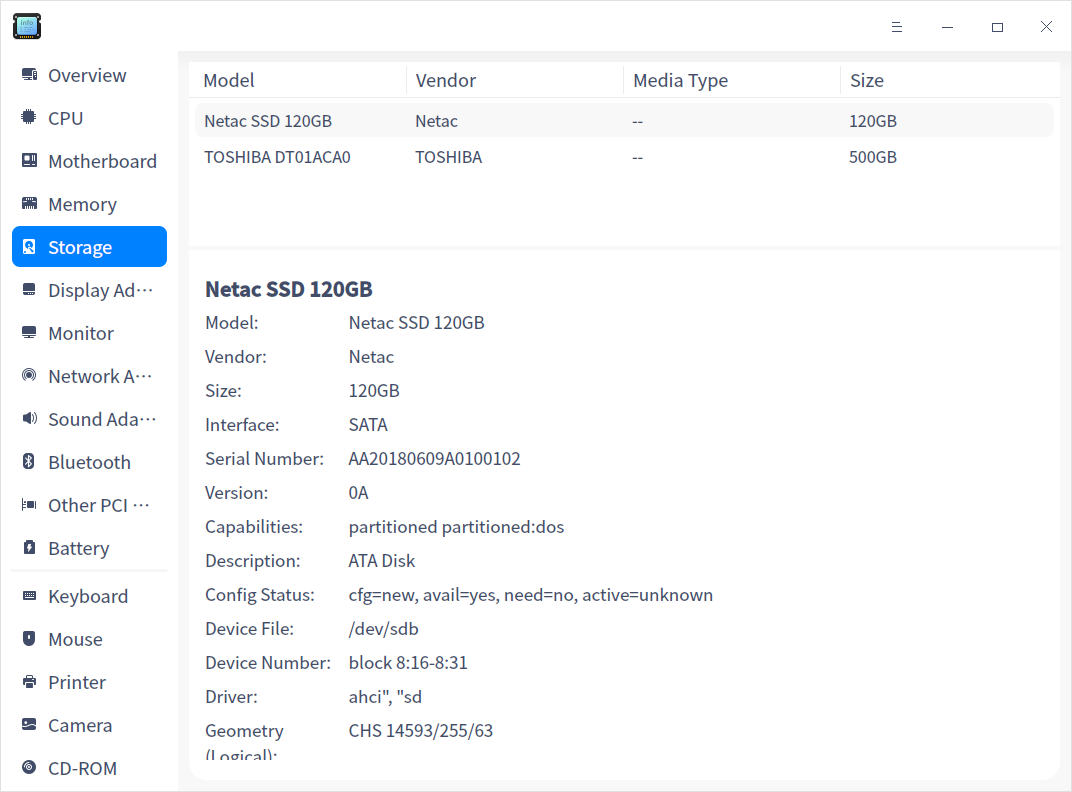 info
Overview
CPU
Motherboard
Memory
Storage
Display Ad···
Monitor
Network A···
Sound Ada···
Bluetooth
Other PCI ···
Battery
Keyboard
Mouse
Printer
Camera
CD-ROM
Model Vendor Media Type Size
Netac SSD 120GB Netac -- 120GB
TOSHIBA DT01ACA0 TOSHIBA -- 500GB
Netac SSD 120GB
Model: Netac SSD 120GB
Vendor: Netac
Size: 120GB
Interface: SATA
Serial Number: AA20180609A0100102
Version: 0A
Capabilities: partitioned partitioned:dos
Description: ATA Disk
Config Status: cfg=new, avail=yes, need=no, active=unknown
Device File: /dev/sdb
Device Number: block 8:16-8:31
Driver: ahci", "sd
Geometry CHS 14593/255/63
(Logical):